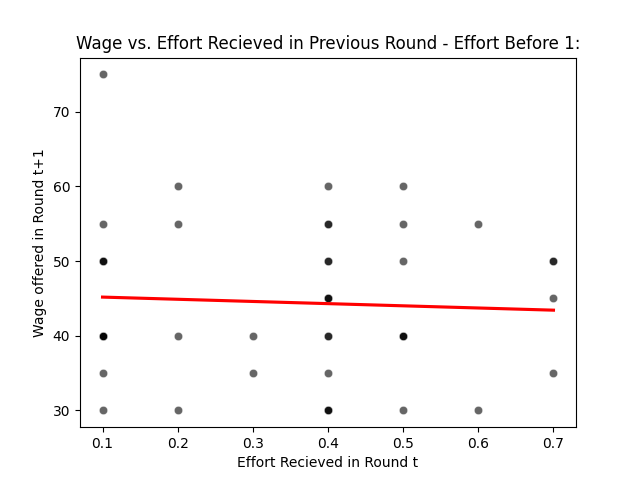 Wage vs. Effort Recieved in Previous Round - Effort Before 1:
70
60
50
40
30
Wage offered in Round t+1
0.1 0.2 0.3 0.4 0.5 0.6 0.7
Effort Recieved in Round t